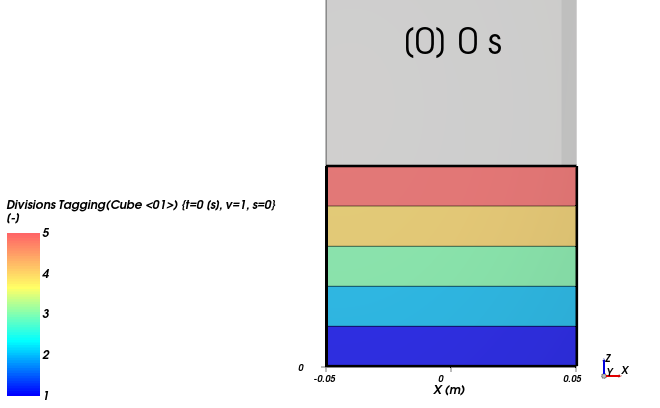 (0) 0 s
Divisions Tagging(Cube <01>) {t=0 (s), v=1, s=0}
(-)
5
4
3
2
1
0
-0.05 0 0.05
X (m)
Z
Y X